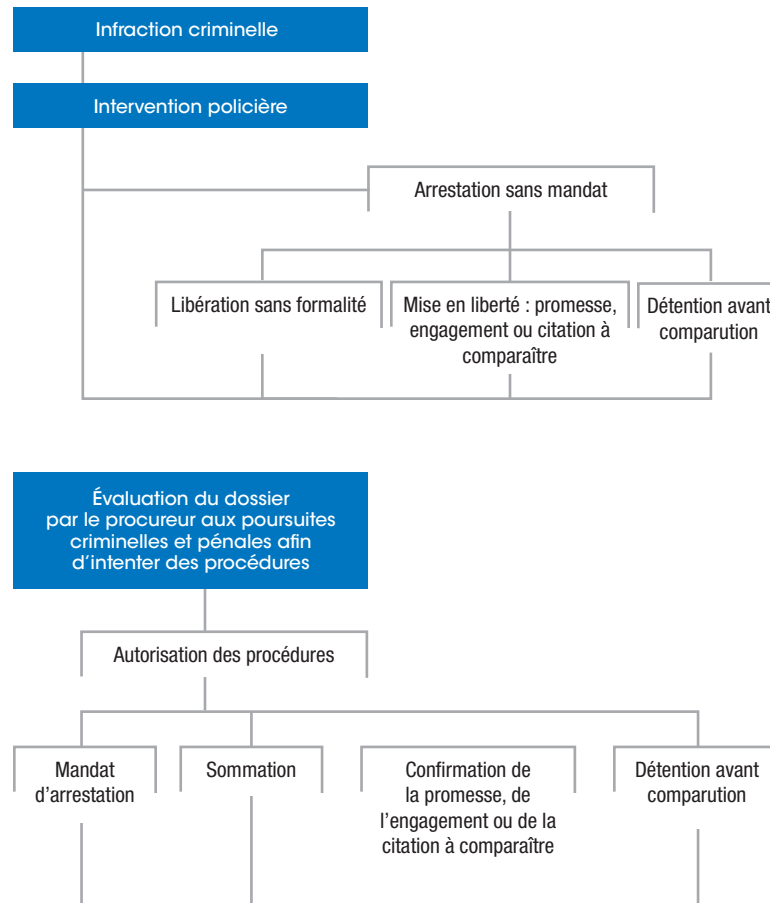 Infraction criminelle
Intervention policière
Arrestation sans mandat
Libération sans formalité
Mise en liberté : promesse,
engagement ou citation à
comparaître
Détention avant
comparution
Évaluation du dossier
par le procureur aux poursuites
criminelles et pénales afin
d’intenter des procédures
Autorisation des procédures
Mandat
d’arrestation
Sommation
Confirmation de
la promesse, de
l’engagement ou de la
citation à comparaître
Détention avant
comparution